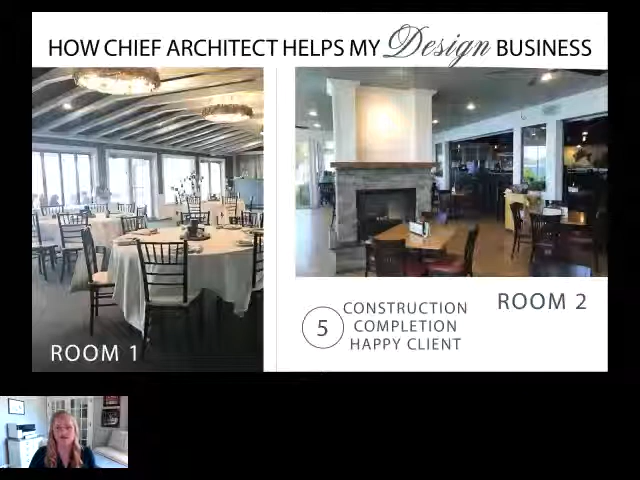 HOW CHIEF ARCHITECT HELPS MY Design BUSINESS
ROOM 1
ROOM 2
5
CONSTRUCTION
COMPLETION
HAPPY CLIENT